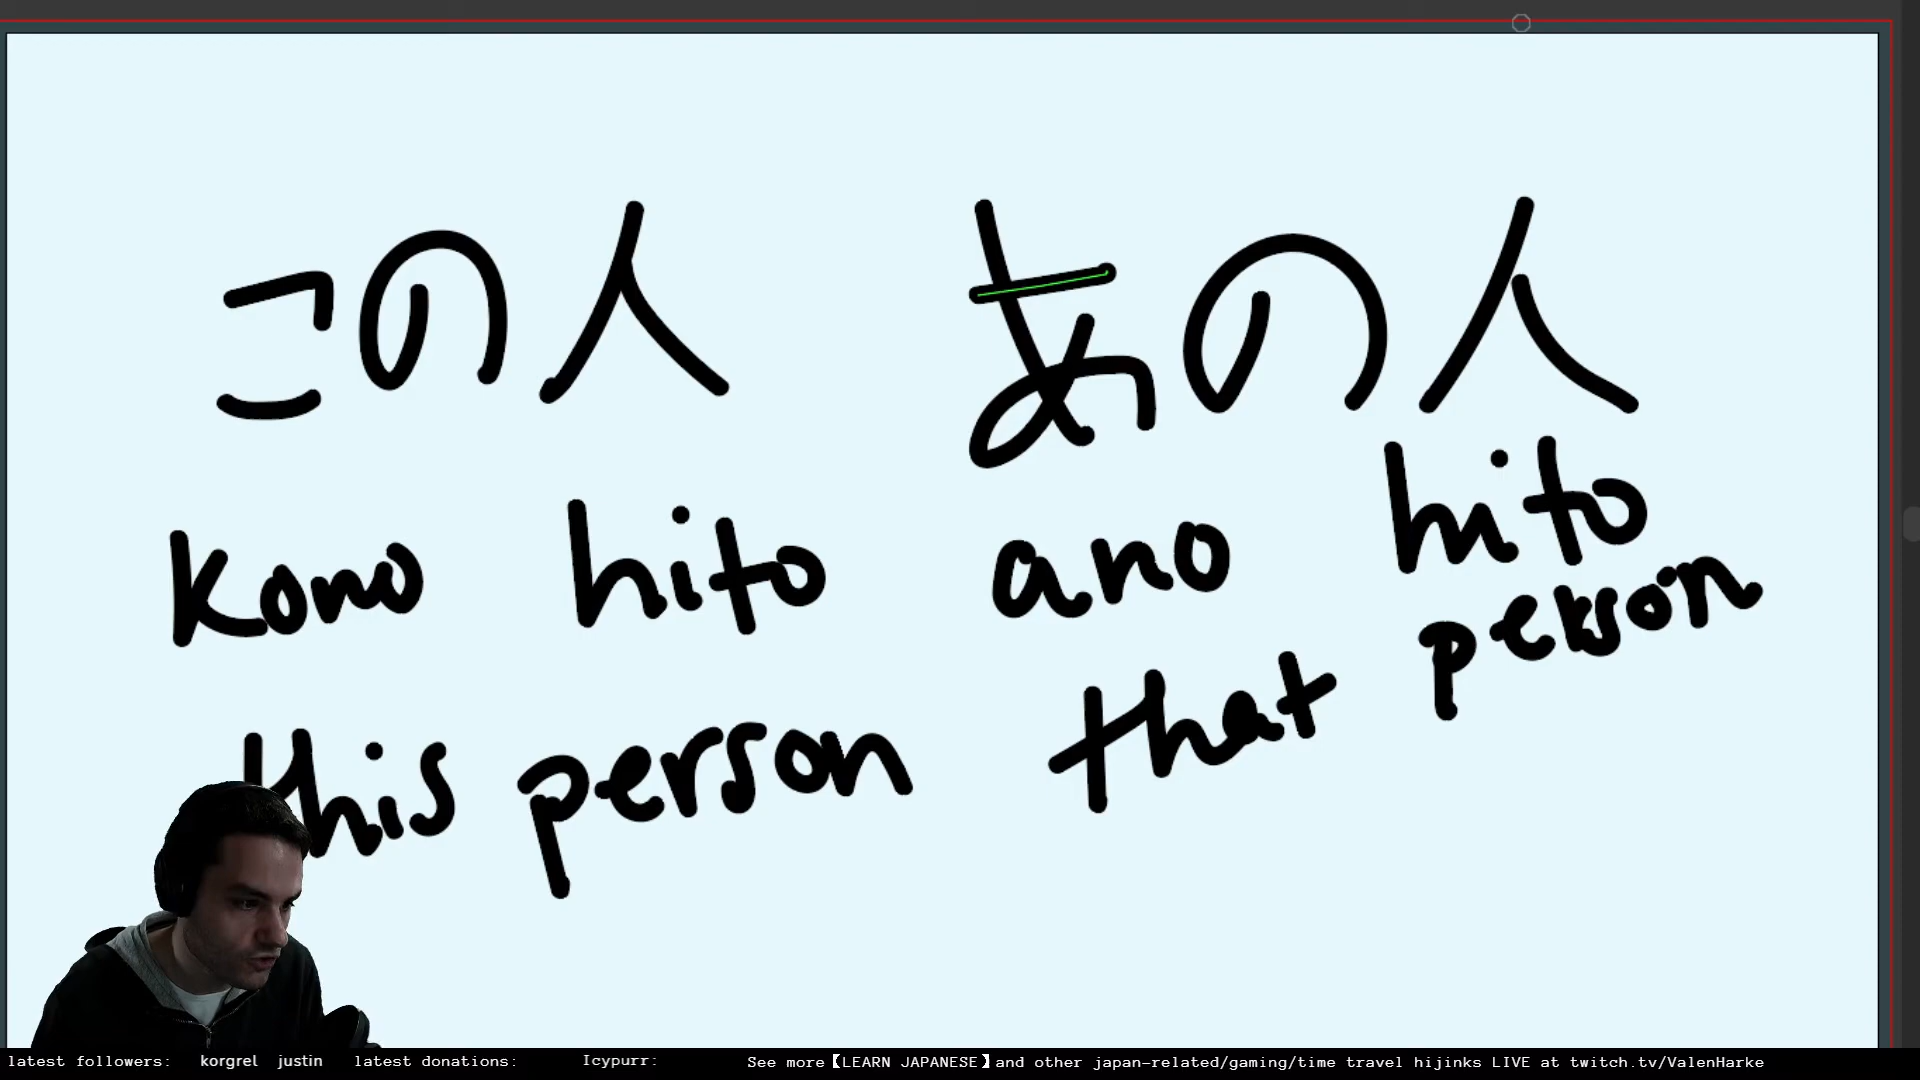 この人 あの人
kono hito ano hito
this person that person
latest followers: korgrel justin latest donations: Icypurr: See more【LEARN JAPANESE】and other japan-related/gaming/time travel hijinks LIVE at twitch.tv/ValenHarke